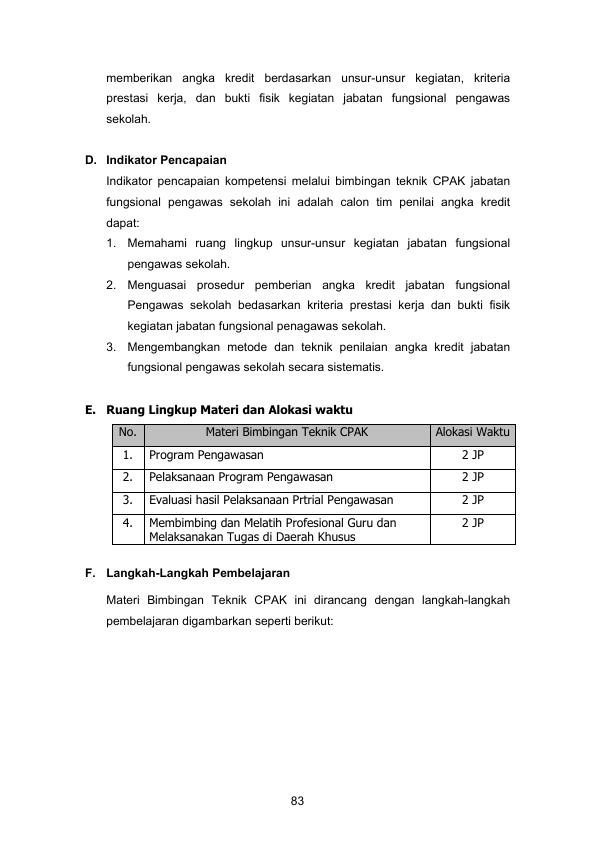 memberikan angka kredit berdasarkan unsur-unsur kegiatan, kriteria
prestasi kerja, dan bukti fisik kegiatan jabatan fungsional pengawas
sekolah.
D. Indikator Pencapaian
Indikator pencapaian kompetensi melalui bimbingan teknik CPAK jabatan
fungsional pengawas sekolah ini adalah calon tim penilai angka kredit
dapat:
1. Memahami ruang lingkup unsur-unsur kegiatan jabatan fungsional
pengawas sekolah.
2. Menguasai prosedur pemberian angka kredit jabatan fungsional
Pengawas sekolah bedasarkan kriteria prestasi kerja dan bukti fisik
kegiatan jabatan fungsional penagawas sekolah.
3. Mengembangkan metode dan teknik penilaian angka kredit jabatan
fungsional pengawas sekolah secara sistematis.
E. Ruang Lingkup Materi dan Alokasi waktu
No. Materi Bimbingan Teknik CPAK Alokasi Waktu
1. Program Pengawasan 2 JP
2. Pelaksanaan Program Pengawasan 2 JP
3. Evaluasi hasil Pelaksanaan Prtrial Pengawasan 2 JP
4. Membimbing dan Melatih Profesional Guru dan 2 JP
Melaksanakan Tugas di Daerah Khusus
F. Langkah-Langkah Pembelajaran
Materi Bimbingan Teknik CPAK ini dirancang dengan langkah-langkah
pembelajaran digambarkan seperti berikut:
83